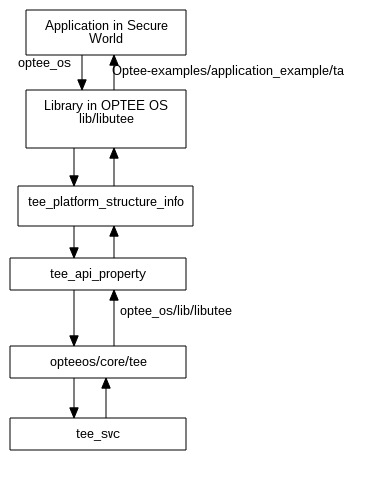 Application in Secure
World
optee_os
Optee-examples/application_example/ta
Library in OPTEE OS
lib/libutee
tee_platform_structure_info
tee_api_property
optee_os/lib/libutee
opteeos/core/tee
tee_svc